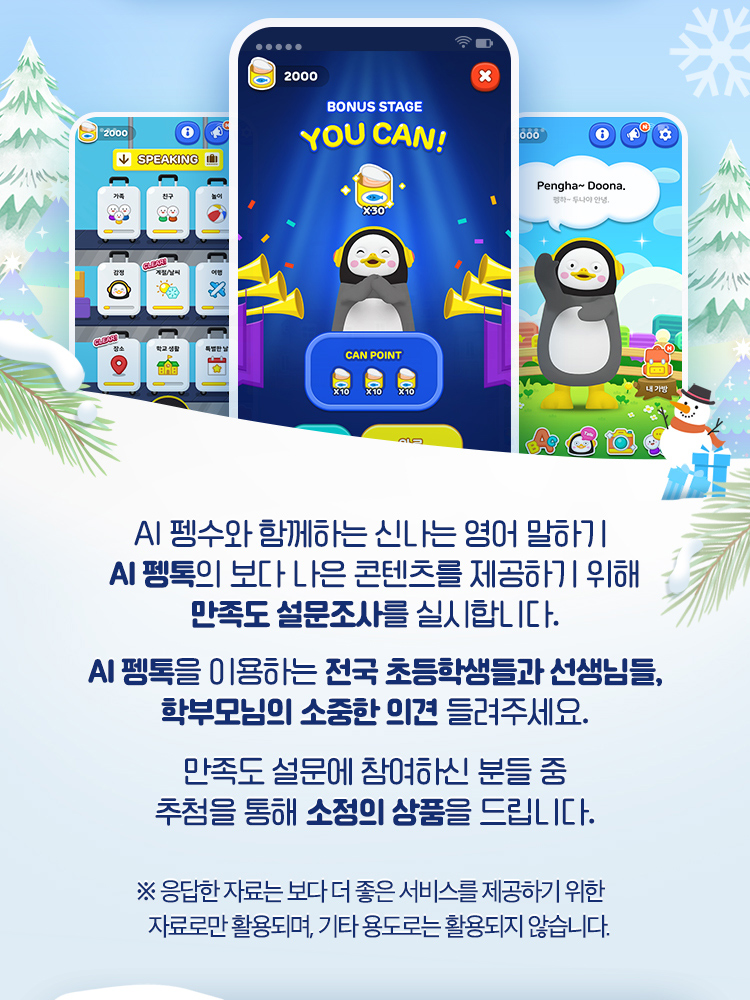 2000
BONUS STAGE
YOU CAN!
X30
CAN POINT
X10 X10 X10
2000
SPEAKING
가족 친구 놀이
감정 계절/날씨 여행
CLEAR!
장소 학교 생활 특별한 날
CLEAR!
000
Pengha~ Doona.
펭하~ 두나야 안녕.
내 가방
AI 펭수와 함께하는 신나는 영어 말하기
AI 펭톡의 보다 나은 콘텐츠를 제공하기 위해
만족도 설문조사를 실시합니다.
AI 펭톡을 이용하는 전국 초등학생들과 선생님들,
학부모님의 소중한 의견 들려주세요.
만족도 설문에 참여하신 분들 중
추첨을 통해 소정의 상품을 드립니다.
※ 응답한 자료는 보다 더 좋은 서비스를 제공하기 위한
자료로만 활용되며, 기타 용도로는 활용되지 않습니다.